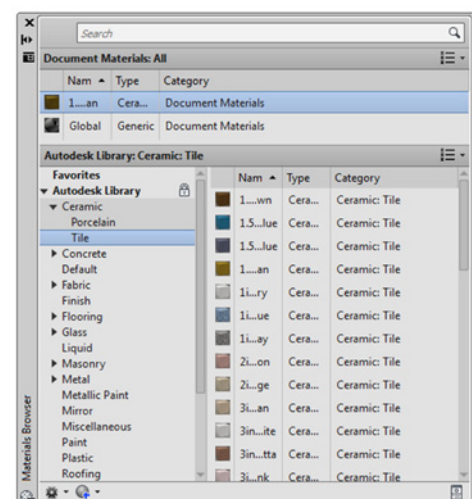 Search
Document Materials: All
Nam Type Category
1....an Cera... Document Materials
Global Generic Document Materials
Autodesk Library: Ceramic: Tile
Favorites
Autodesk Library
Ceramic
Porcelain
Tile
Concrete
Default
Fabric
Finish
Flooring
Glass
Liquid
Masonry
Metal
Metallic Paint
Mirror
Miscellaneous
Paint
Plastic
Roofing
Nam Type Category
1....wn Cera... Ceramic: Tile
1.5...lue Cera... Ceramic: Tile
1.5...lue Cera... Ceramic: Tile
1....an Cera... Ceramic: Tile
1i...ry Cera... Ceramic: Tile
1i...ue Cera... Ceramic: Tile
1i...ay Cera... Ceramic: Tile
2i...on Cera... Ceramic: Tile
2i...ge Cera... Ceramic: Tile
3i...an Cera... Ceramic: Tile
3in...ite Cera... Ceramic: Tile
3in...tta Cera... Ceramic: Tile
3i...nk Cera... Ceramic: Tile
Materials Browser